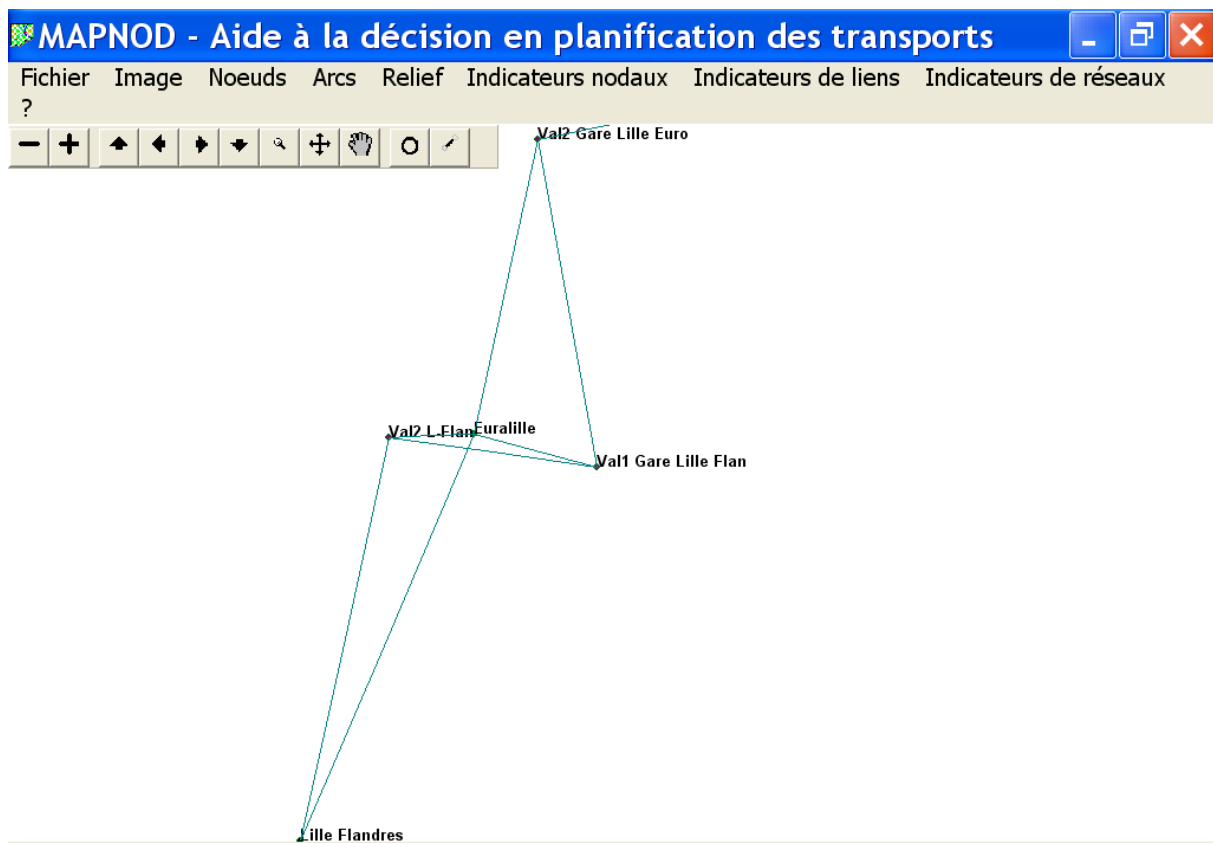 MAPNOD - Aide à la décision en planification des transports
Fichier Image Noeuds Arcs Relief Indicateurs nodaux Indicateurs de liens Indicateurs de réseaux
?
Val2 Gare Lille Euro
Val2 L-Flan
Euralille
Val1 Gare Lille Flan
Lille Flandres